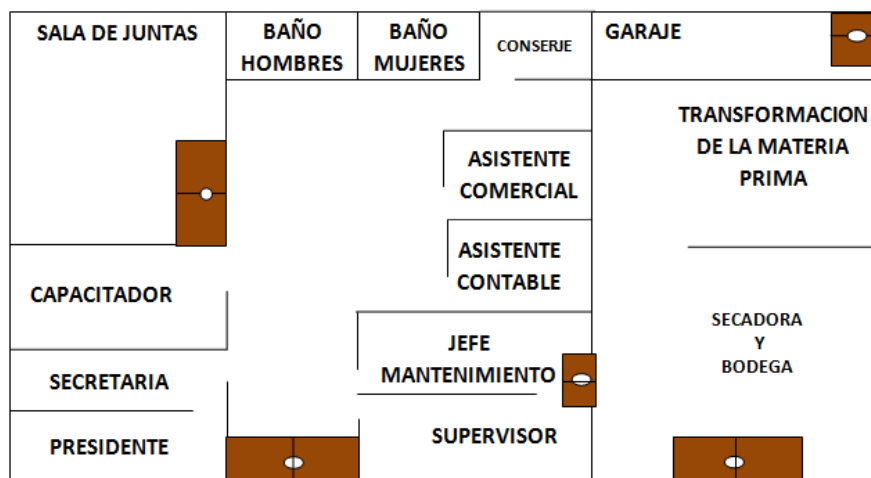 SALA DE JUNTAS
BAÑO
HOMBRES
BAÑO
MUJERES
CONSERJE
GARAJE
TRANSFORMACION
DE LA MATERIA
PRIMA
ASISTENTE
COMERCIAL
ASISTENTE
CONTABLE
CAPACITADOR
SECADORA
Y
BODEGA
JEFE
MANTENIMIENTO
SECRETARIA
SUPERVISOR
PRESIDENTE